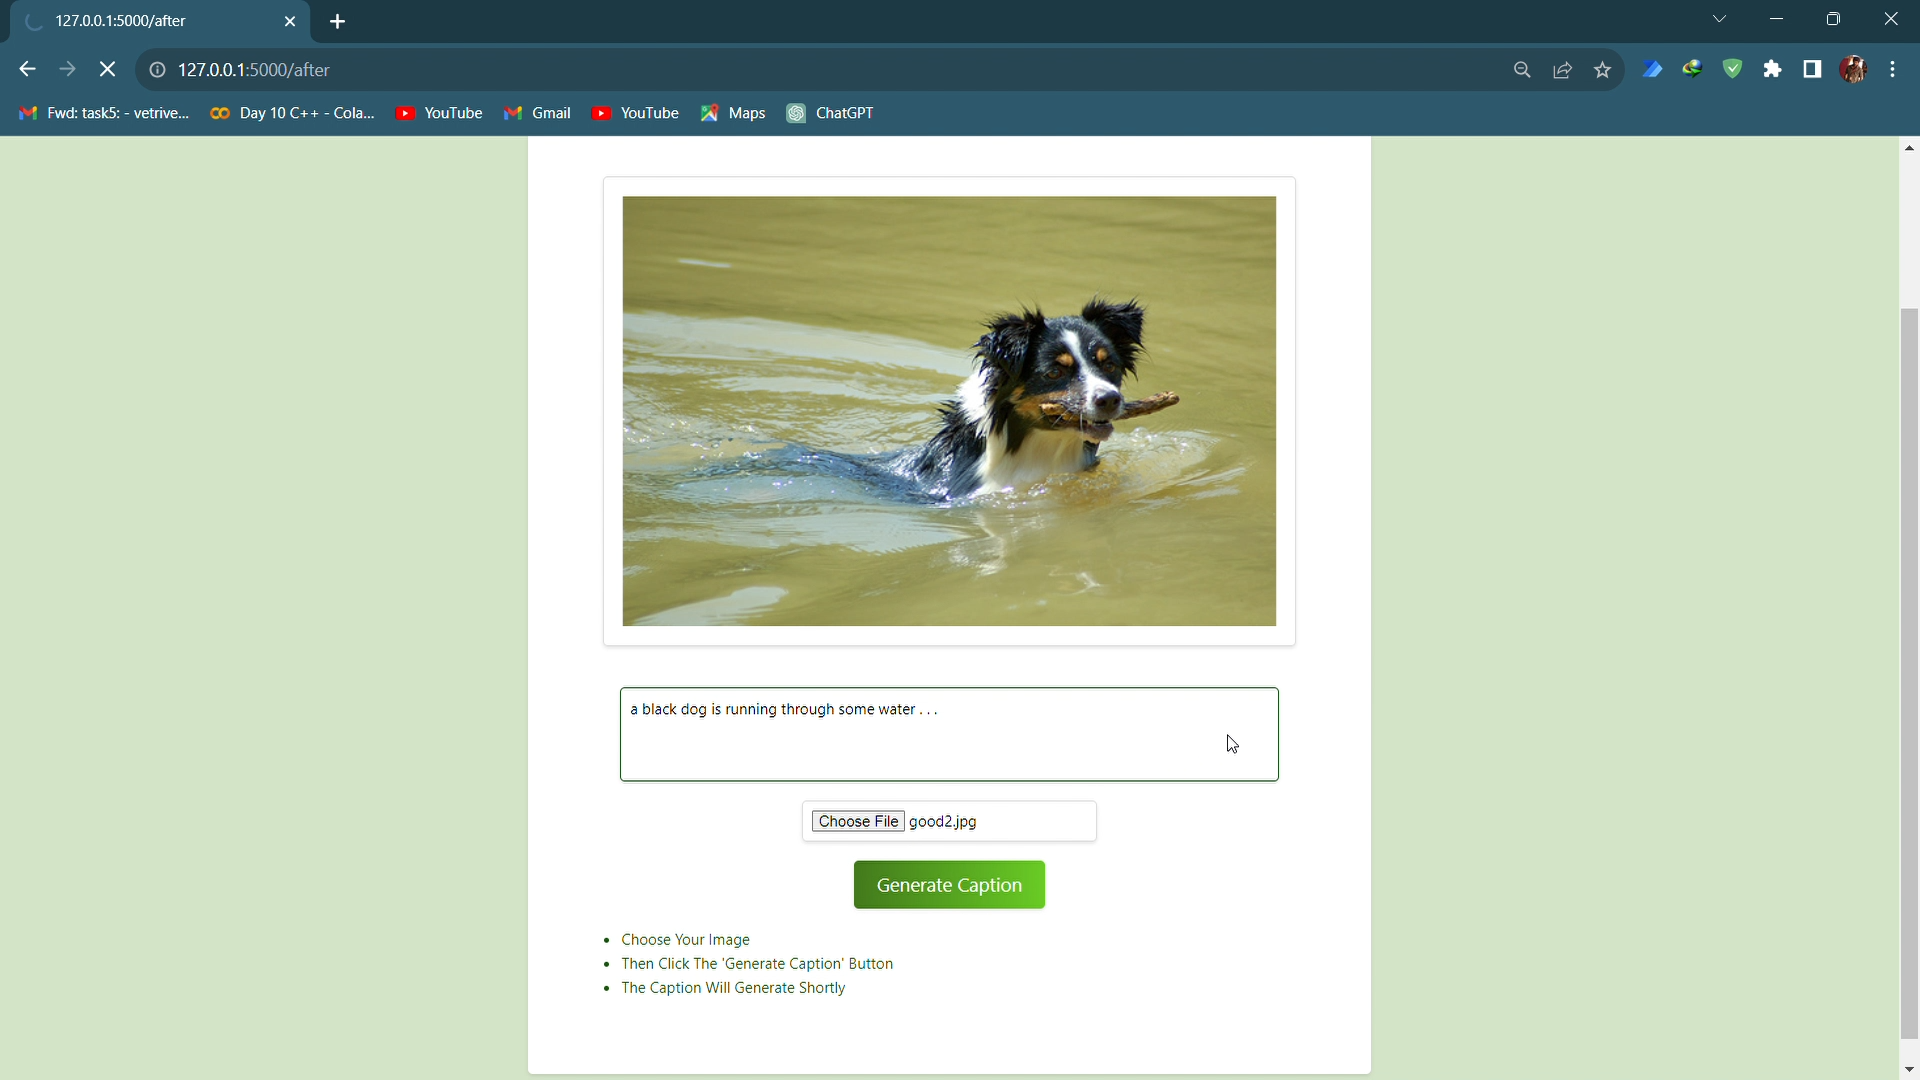 127.0.0.1:5000/after
127.0.0.1:5000/after
Fwd: task5: - vetrive... Day 10 C++ - Cola... YouTube Gmail YouTube Maps ChatGPT
a black dog is running through some water . . .
Choose File good2.jpg
Generate Caption
• Choose Your Image
• Then Click The 'Generate Caption' Button
• The Caption Will Generate Shortly